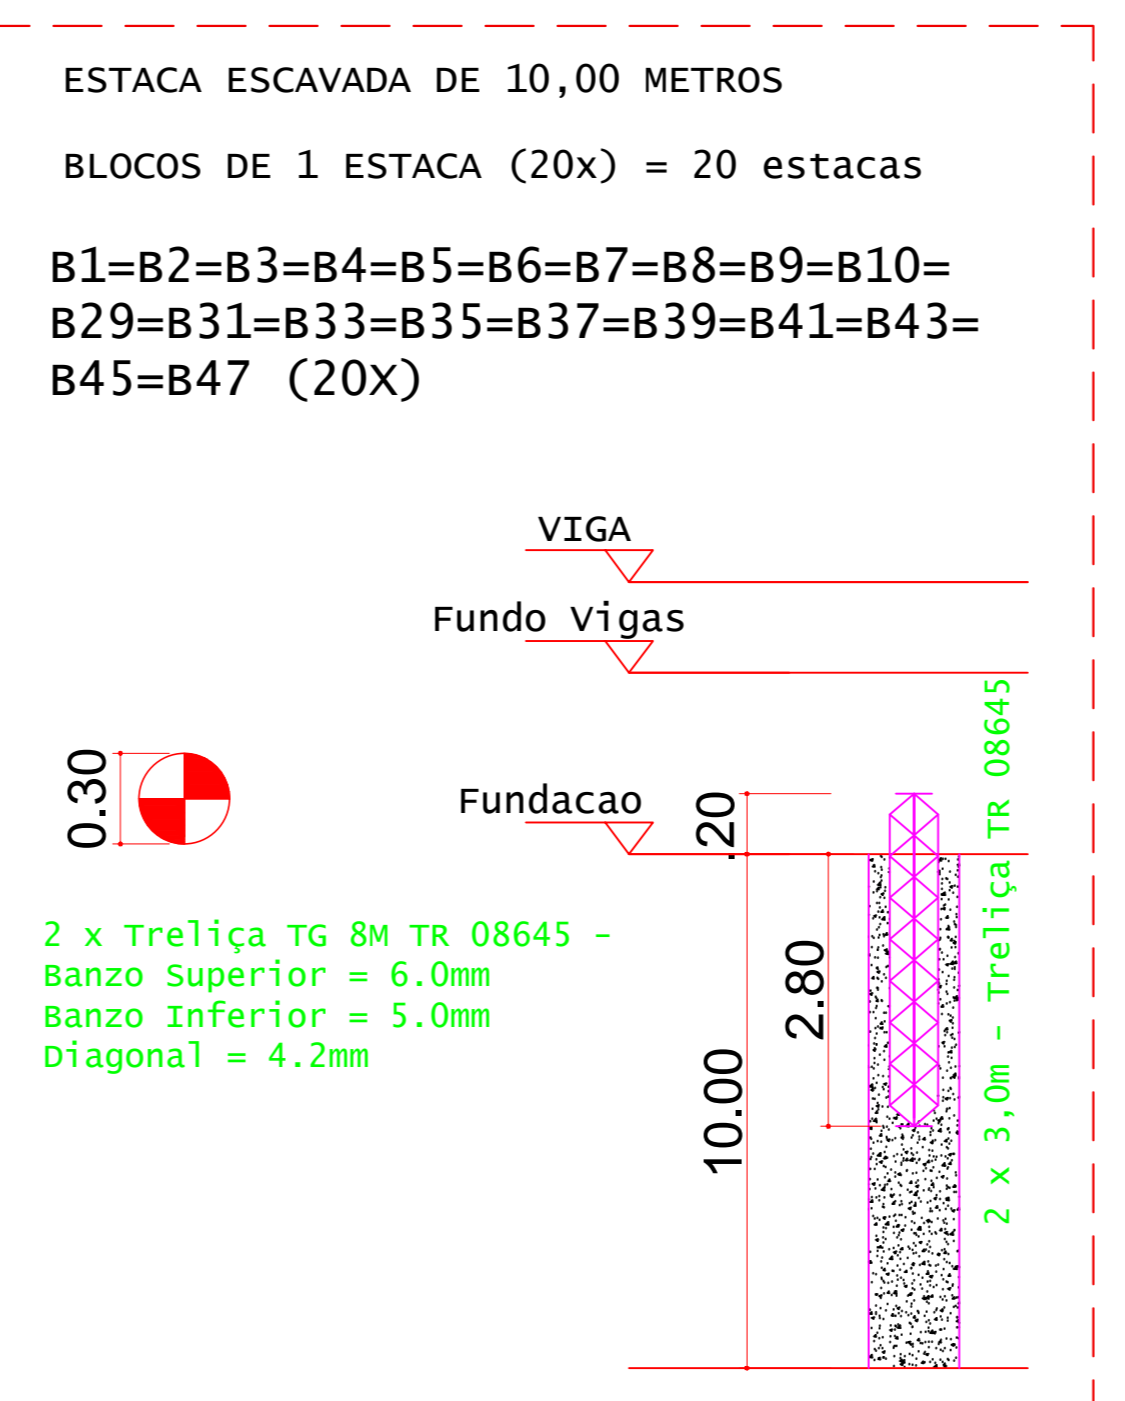 ESTACA ESCAVADA DE 10,00 METROS
BLOCOS DE 1 ESTACA (20x) = 20 estacas
B1=B2=B3=B4=B5=B6=B7=B8=B9=B10=
B29=B31=B33=B35=B37=B39=B41=B43=
B45=B47 (20X)
VIGA
Fundo Vigas
0.30
Fundacao
.20
2 x Treliça TG 8M TR 08645 -
Banzo Superior = 6.0mm
Banzo Inferior = 5.0mm
Diagonal = 4.2mm
2.80
10.00
2 x 3,0m - Treliça TR 08645